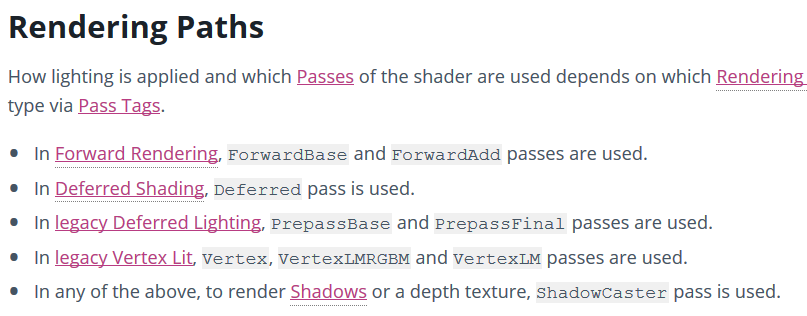 Rendering Paths
How lighting is applied and which Passes of the shader are used depends on which Rendering
type via Pass Tags.
• In Forward Rendering, ForwardBase and ForwardAdd passes are used.
• In Deferred Shading, Deferred pass is used.
• In legacy Deferred Lighting, PrepassBase and PrepassFinal passes are used.
• In legacy Vertex Lit, Vertex, VertexLMRGBM and VertexLM passes are used.
• In any of the above, to render Shadows or a depth texture, ShadowCaster pass is used.